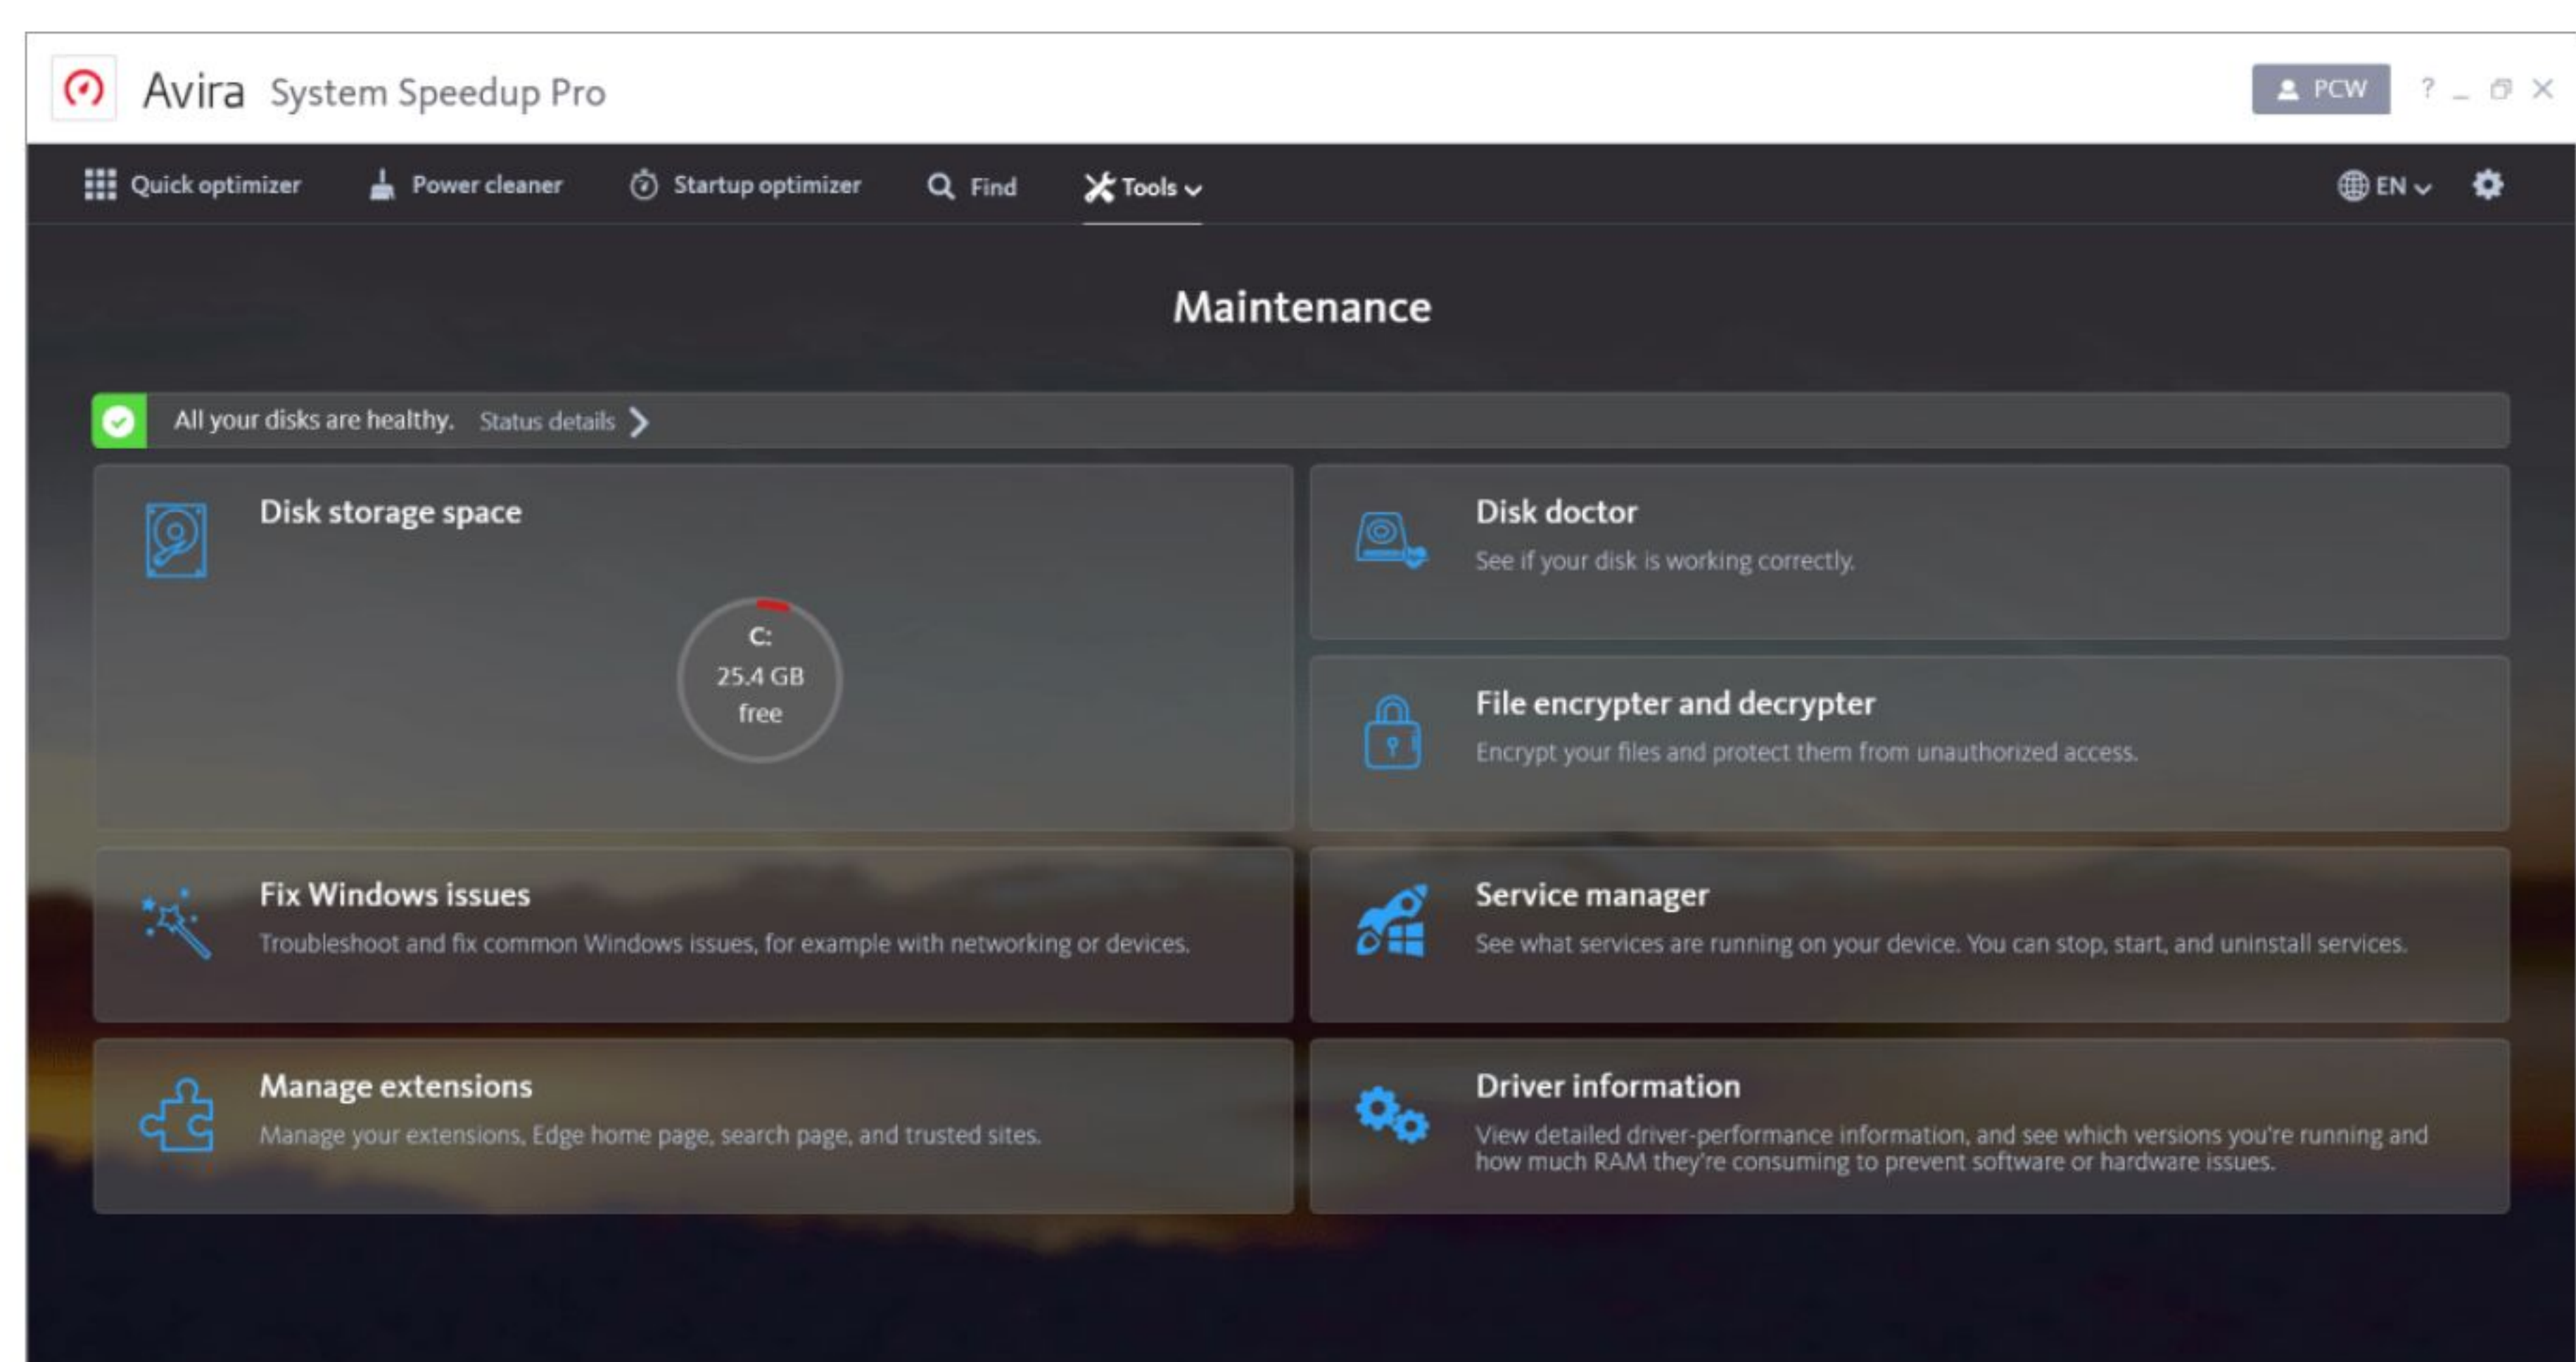 Avira System Speedup Pro
PCW ?
Quick optimizer Power cleaner Startup optimizer Find Tools EN
Maintenance
All your disks are healthy. Status details
Disk storage space
C:
25.4 GB
free
Disk doctor
See if your disk is working correctly.
File encrypter and decrypter
Encrypt your files and protect them from unauthorized access.
Fix Windows issues
Troubleshoot and fix common Windows issues, for example with networking or devices.
Service manager
See what services are running on your device. You can stop, start, and uninstall services.
Manage extensions
Manage your extensions, Edge home page, search page, and trusted sites.
Driver information
View detailed driver-performance information, and see which versions you're running and
how much RAM they're consuming to prevent software or hardware issues.